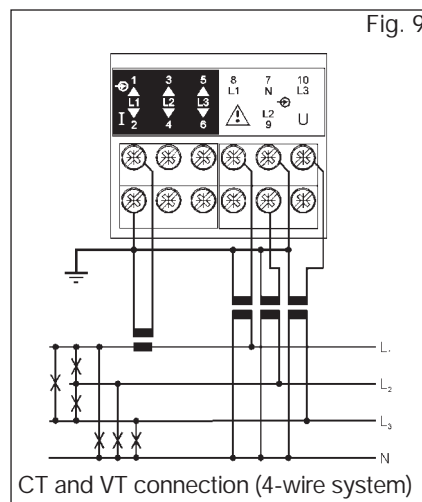 Fig. 9
1 3 5 8 7 10
L1 N L3
L1 L2 L3
I L2 U
2 4 6 9
L1
L2
L3
N
CT and VT connection (4-wire system)